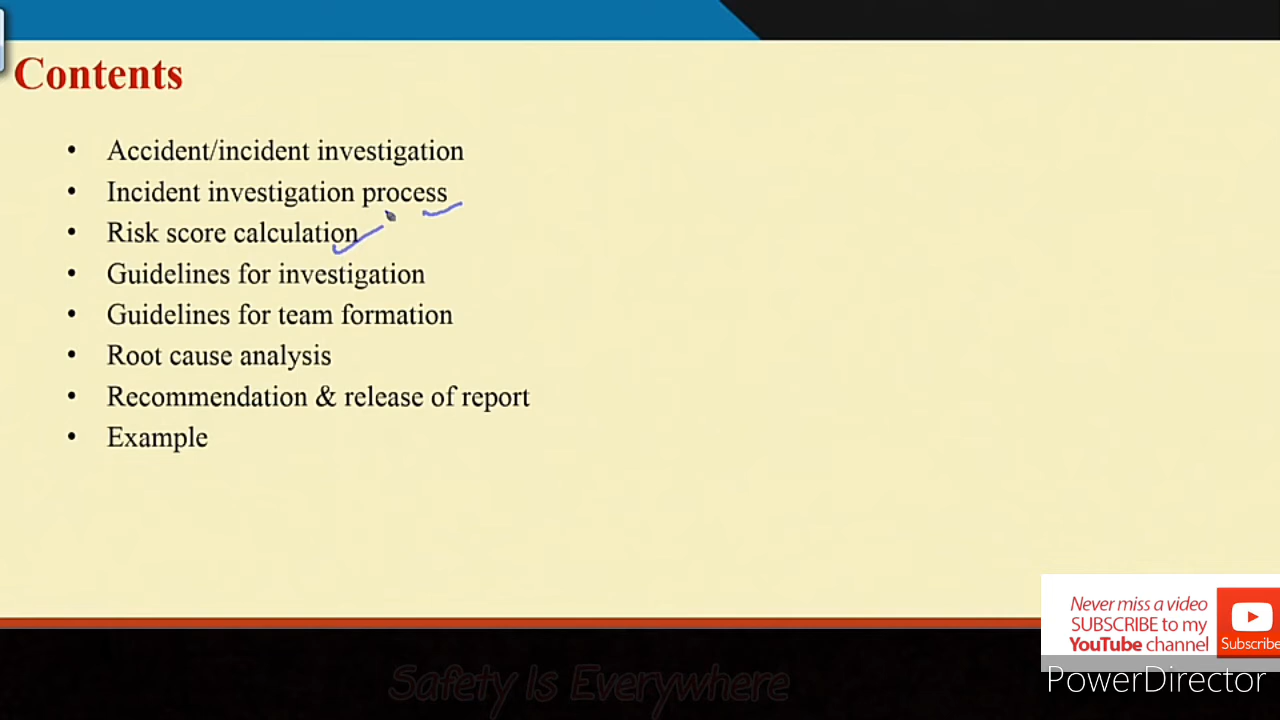 Contents
• Accident/incident investigation
• Incident investigation process
• Risk score calculation
• Guidelines for investigation
• Guidelines for team formation
• Root cause analysis
• Recommendation & release of report
• Example
Never miss a video
SUBSCRIBE to my
YouTube channel
Subscribe
PowerDirector
Safety Is Everywhere